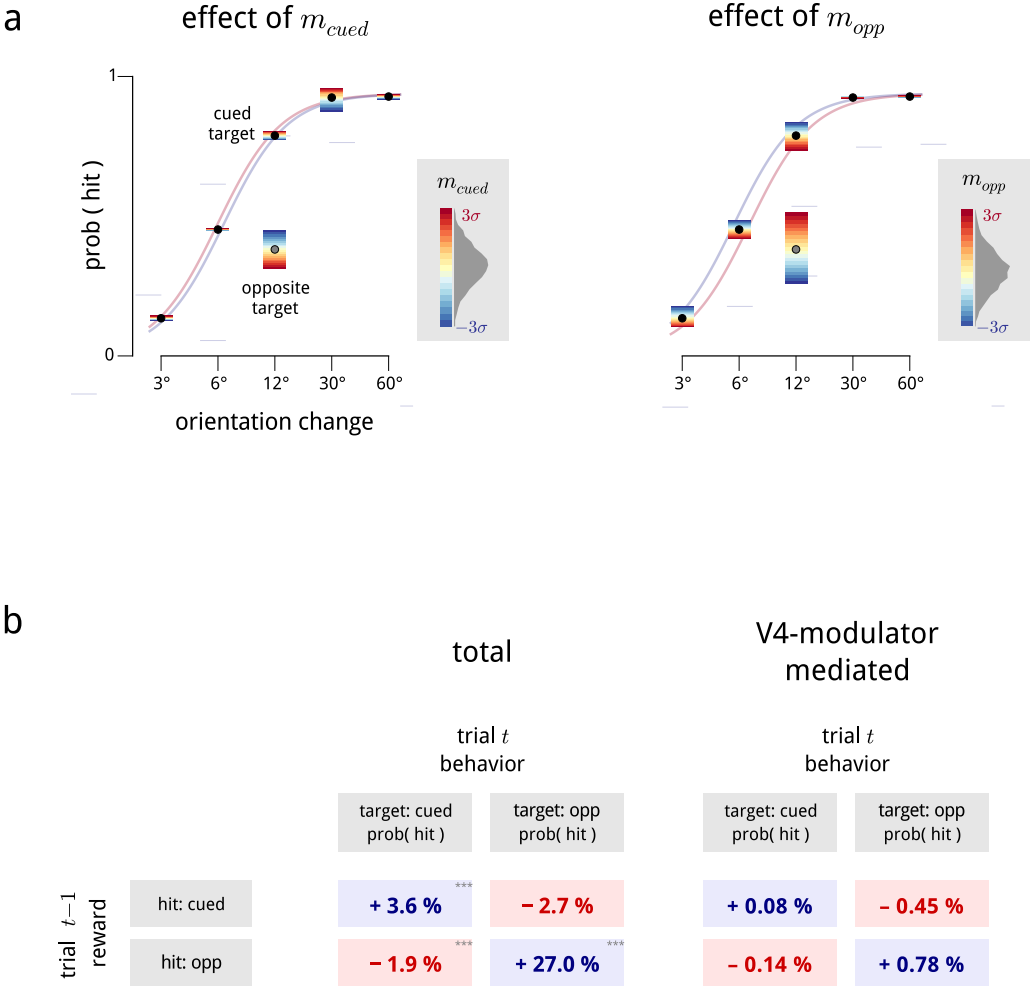 a
effect of m_cued
effect of m_opp
1
cued
target
prob ( hit )
m_cued
3σ
−3σ
opposite
target
0
3° 6° 12° 30° 60°
orientation change
m_opp
3σ
−3σ
3° 6° 12° 30° 60°
b
total
V4-modulator
mediated
trial t
behavior
trial t
behavior
target: cued
prob( hit )
target: opp
prob( hit )
target: cued
prob( hit )
target: opp
prob( hit )
trial t−1
reward
hit: cued
+ 3.6 % ***
− 2.7 %
+ 0.08 %
– 0.45 %
hit: opp
− 1.9 % ***
+ 27.0 % ***
– 0.14 %
+ 0.78 %